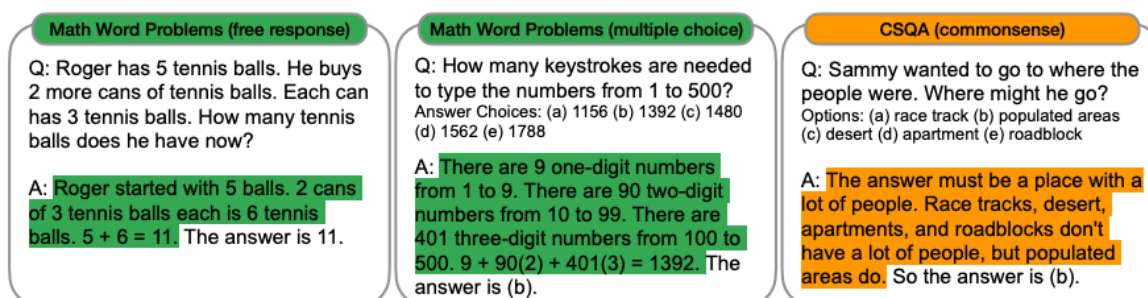 Math Word Problems (free response)
Q: Roger has 5 tennis balls. He buys
2 more cans of tennis balls. Each can
has 3 tennis balls. How many tennis
balls does he have now?
A: Roger started with 5 balls. 2 cans
of 3 tennis balls each is 6 tennis
balls. 5 + 6 = 11. The answer is 11.
Math Word Problems (multiple choice)
Q: How many keystrokes are needed
to type the numbers from 1 to 500?
Answer Choices: (a) 1156 (b) 1392 (c) 1480
(d) 1562 (e) 1788
A: There are 9 one-digit numbers
from 1 to 9. There are 90 two-digit
numbers from 10 to 99. There are
401 three-digit numbers from 100 to
500. 9 + 90(2) + 401(3) = 1392. The
answer is (b).
CSQA (commonsense)
Q: Sammy wanted to go to where the
people were. Where might he go?
Options: (a) race track (b) populated areas
(c) desert (d) apartment (e) roadblock
A: The answer must be a place with a
lot of people. Race tracks, desert,
apartments, and roadblocks don't
have a lot of people, but populated
areas do. So the answer is (b).